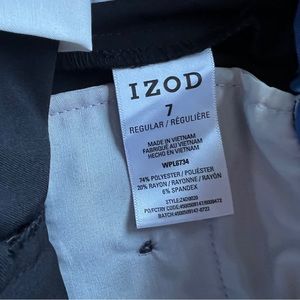 IZOD
7
REGULAR / RÉGULIÈRE
MADE IN VIETNAM
FABRIQUÉ AU VIETNAM
HECHO EN VIETNAM
WPL6734
74% POLYESTER / POLIÉSTER
20% RAYON / RAYONNE / RAYÓN
6% SPANDEX